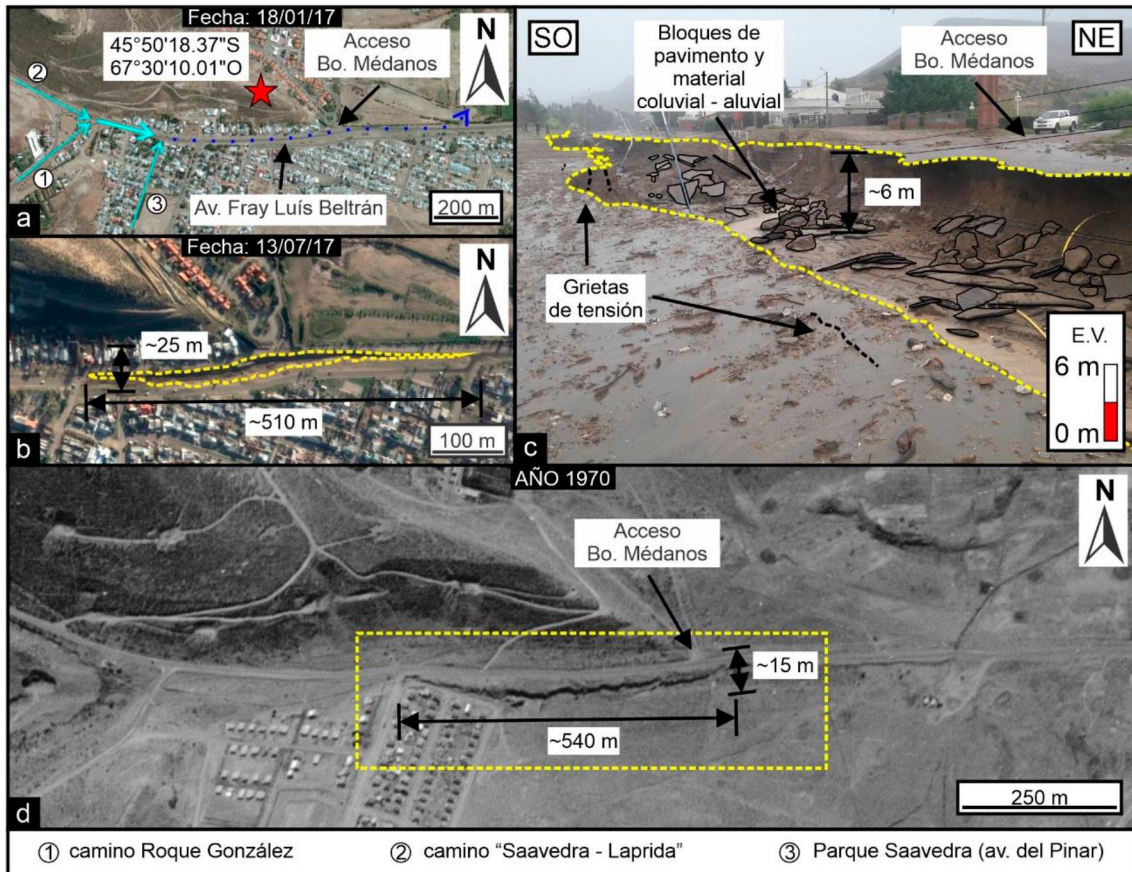 Fecha: 18/01/17
45°50'18.37"S
67°30'10.01"O
Acceso
Bo. Médanos
N
②
①
③
Av. Fray Luís Beltrán
200 m
a
Fecha: 13/07/17
N
~25 m
~510 m
100 m
b
SO
Bloques de
pavimento y
material
coluvial - aluvial
Acceso
Bo. Médanos
NE
~6 m
Grietas
de tensión
E.V.
6 m
0 m
c
AÑO 1970
N
Acceso
Bo. Médanos
~15 m
~540 m
250 m
d
① camino Roque González
② camino “Saavedra - Laprida”
③ Parque Saavedra (av. del Pinar)